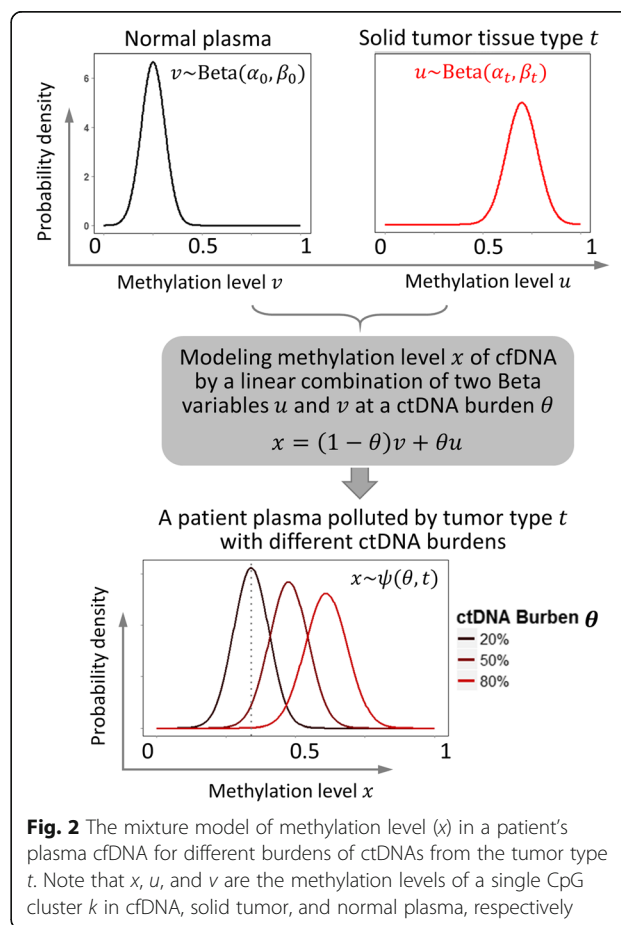 Normal plasma
Solid tumor tissue type t
v~Beta(α₀, β₀)
u~Beta(αₜ, βₜ)
Probability density
6
4
2
0
0 0.5 1
0 0.5 1
Methylation level v
Methylation level u
Modeling methylation level x of cfDNA
by a linear combination of two Beta
variables u and v at a ctDNA burden θ
x = (1 − θ)v + θu
A patient plasma polluted by tumor type t
with different ctDNA burdens
x~ψ(θ, t)
Probability density
ctDNA Burben θ
20%
50%
80%
0 0.5 1
Methylation level x
Fig. 2 The mixture model of methylation level (x) in a patient's
plasma cfDNA for different burdens of ctDNAs from the tumor type
t. Note that x, u, and v are the methylation levels of a single CpG
cluster k in cfDNA, solid tumor, and normal plasma, respectively